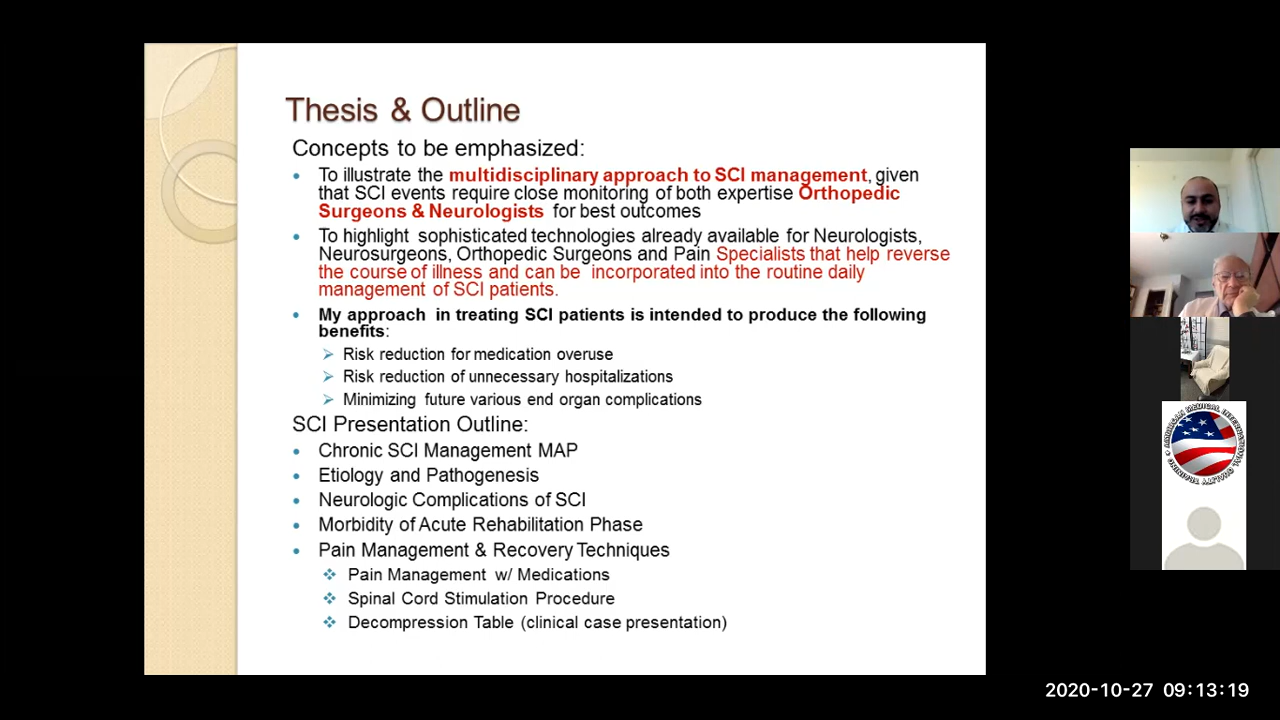 Thesis & Outline
Concepts to be emphasized:
To illustrate the multidisciplinary approach to SCI management, given
that SCI events require close monitoring of both expertise Orthopedic
Surgeons & Neurologists for best outcomes
To highlight sophisticated technologies already available for Neurologists,
Neurosurgeons, Orthopedic Surgeons and Pain Specialists that help reverse
the course of illness and can be incorporated into the routine daily
management of SCI patients.
My approach in treating SCI patients is intended to produce the following
benefits:
Risk reduction for medication overuse
Risk reduction of unnecessary hospitalizations
Minimizing future various end organ complications
SCI Presentation Outline:
Chronic SCI Management MAP
Etiology and Pathogenesis
Neurologic Complications of SCI
Morbidity of Acute Rehabilitation Phase
Pain Management & Recovery Techniques
Pain Management w/ Medications
Spinal Cord Stimulation Procedure
Decompression Table (clinical case presentation)
AMERICAN MEDICAL INTERNATIONAL QUALITY TRAINING
2020-10-27 09:13:19